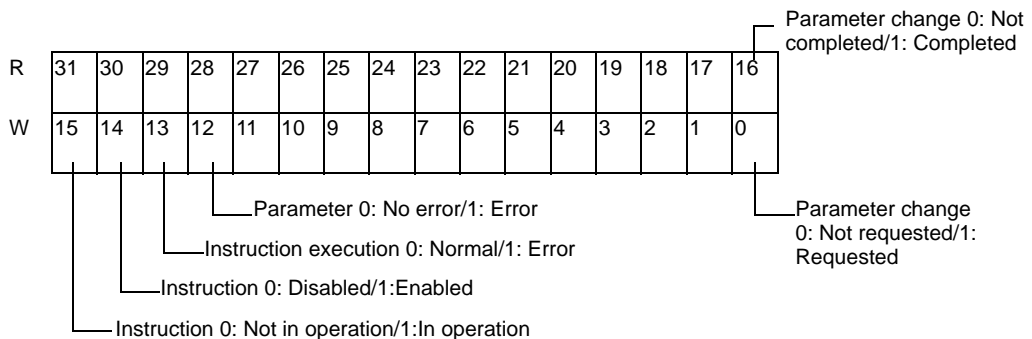 Parameter change 0: Not
completed/1: Completed
R 31 30 29 28 27 26 25 24 23 22 21 20 19 18 17 16
W 15 14 13 12 11 10 9 8 7 6 5 4 3 2 1 0
Parameter 0: No error/1: Error
Instruction execution 0: Normal/1: Error
Instruction 0: Disabled/1:Enabled
Instruction 0: Not in operation/1:In operation
Parameter change
0: Not requested/1:
Requested